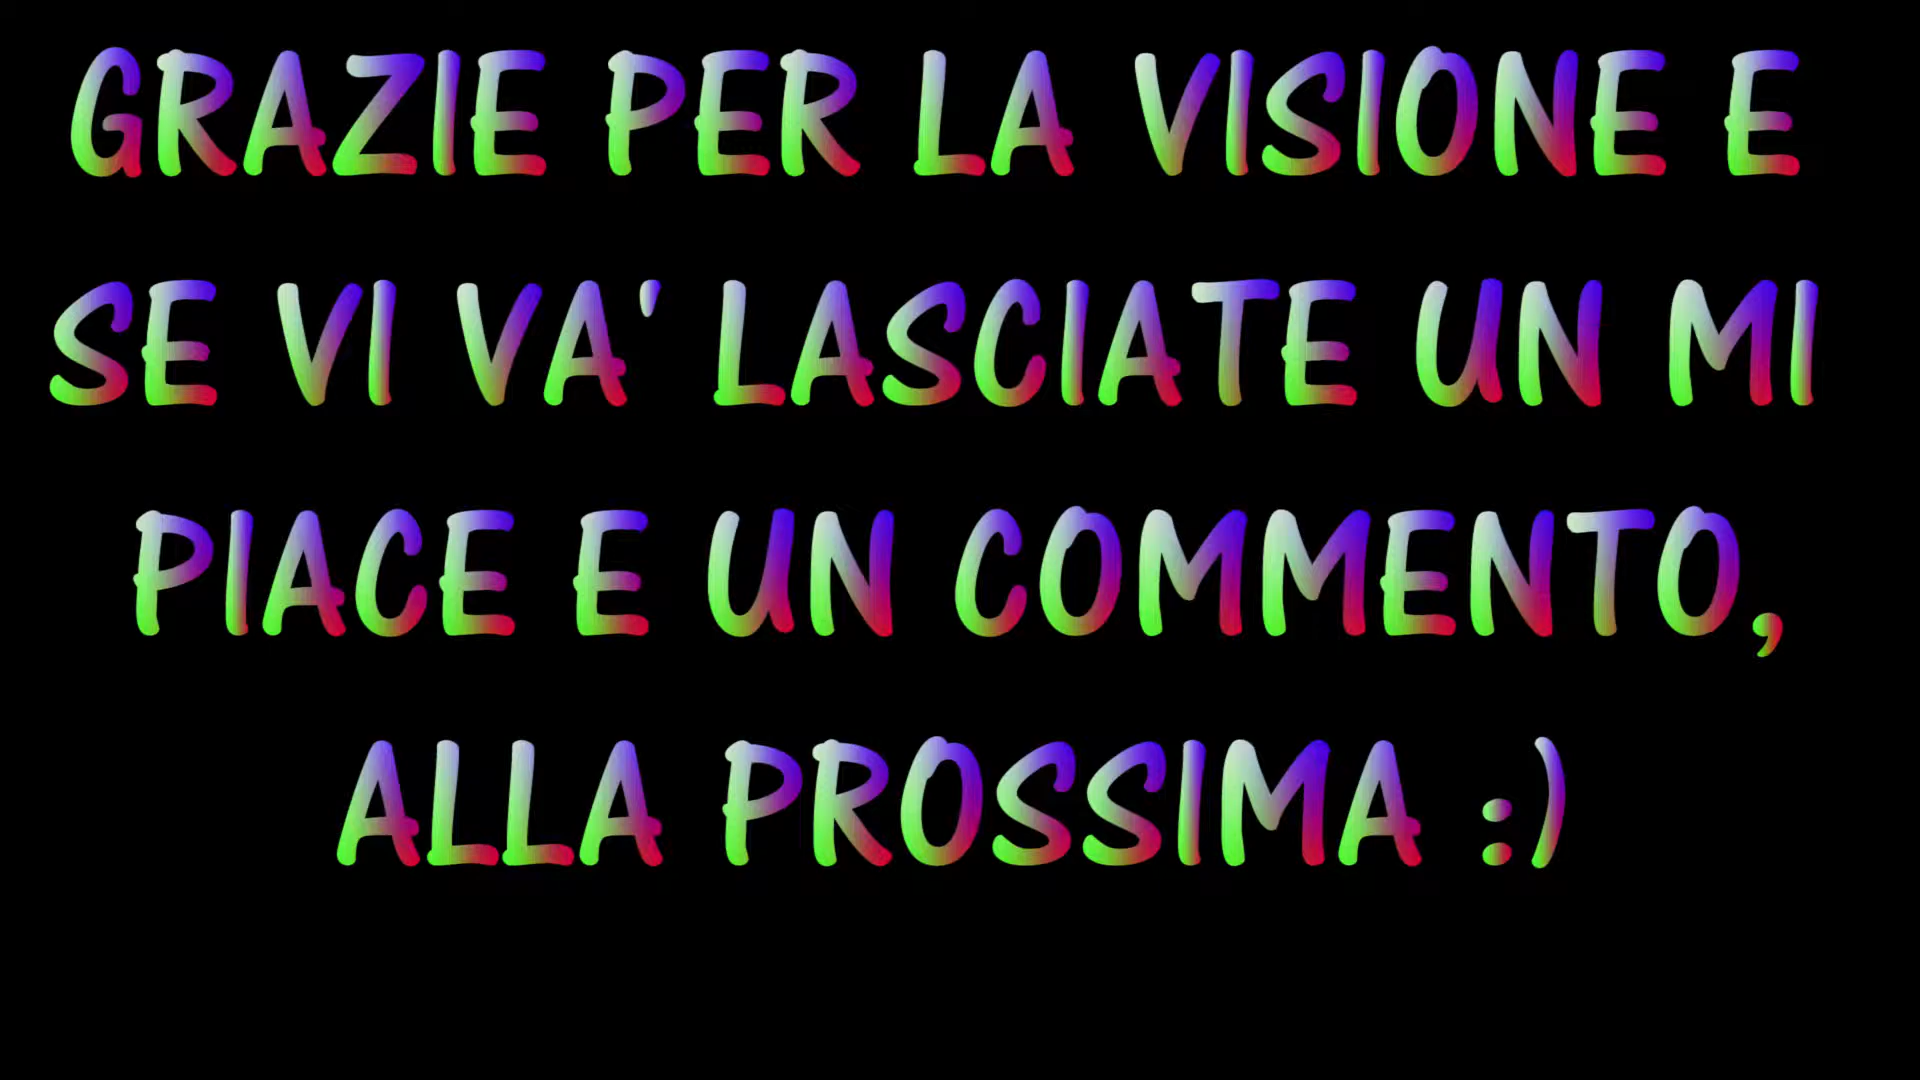 GRAZIE PER LA VISIONE E
SE VI VA' LASCIATE UN MI
PIACE E UN COMMENTO,
ALLA PROSSIMA :)